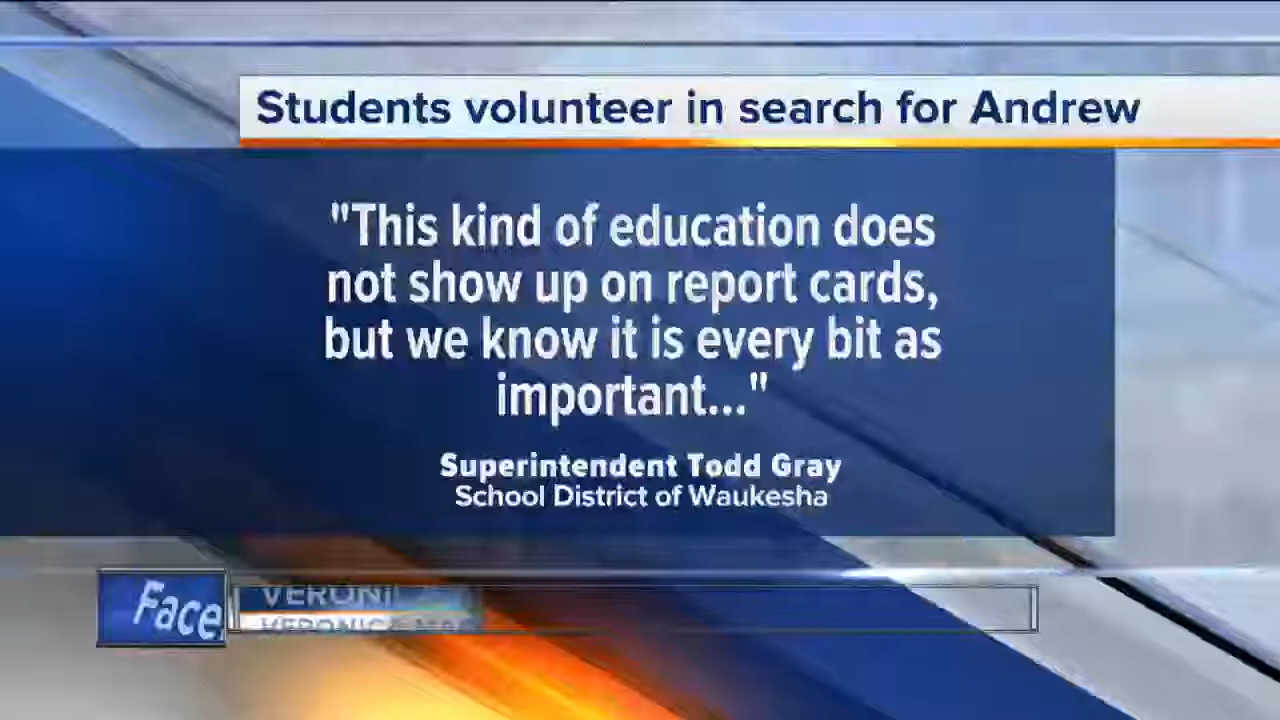 Students volunteer in search for Andrew
"This kind of education does
not show up on report cards,
but we know it is every bit as
important..."
Superintendent Todd Gray
School District of Waukesha
Face